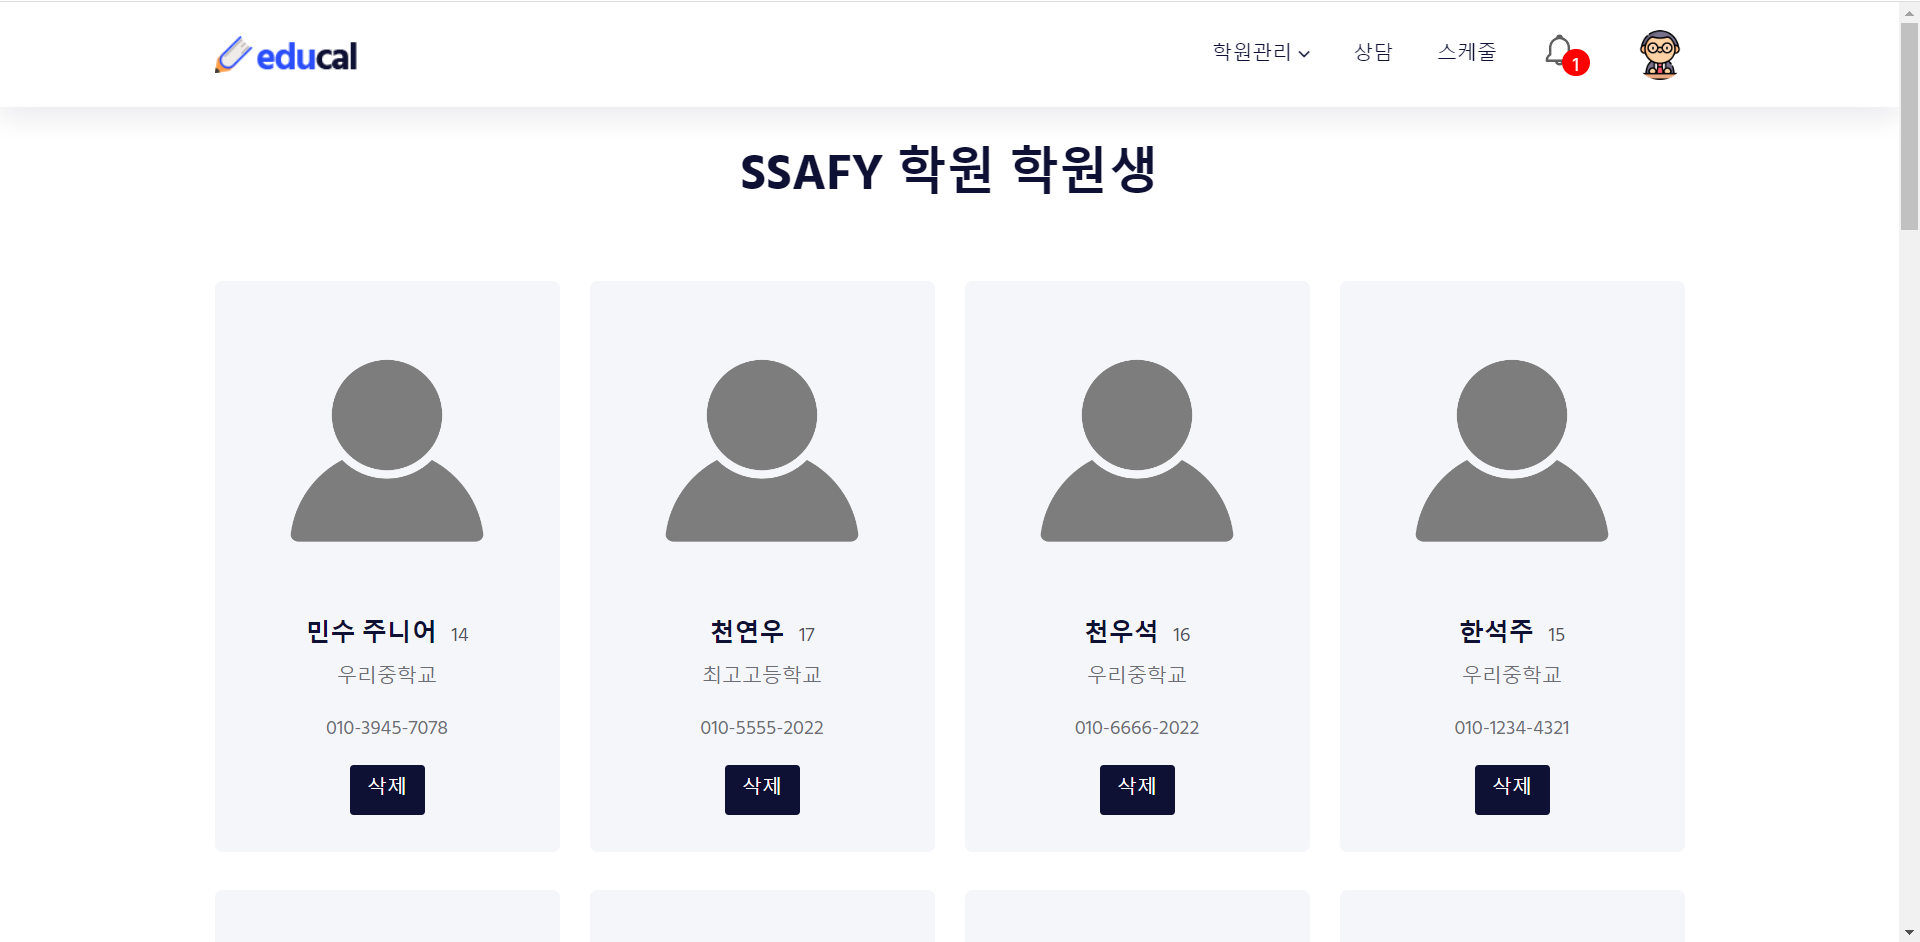 educal
학원관리
상담
스케줄
1
SSAFY 학원 학원생
민수 주니어 14
우리중학교
010-3945-7078
삭제
천연우 17
최고고등학교
010-5555-2022
삭제
천우석 16
우리중학교
010-6666-2022
삭제
한석주 15
우리중학교
010-1234-4321
삭제